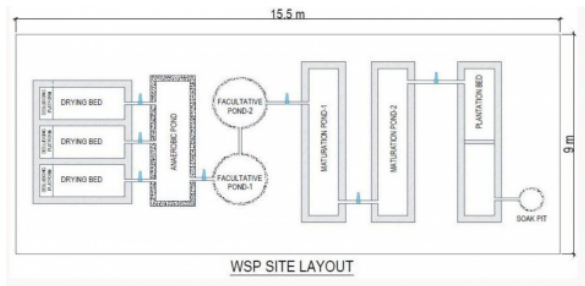 15.5 m
9 m
DRYING BED
DRYING BED
DRYING BED
ANAEROBIC POND
FACULTATIVE
POND-2
FACULTATIVE
POND-1
MATURATION POND-1
MATURATION POND-2
PLANTATION BED
SOAK PIT
WSP SITE LAYOUT